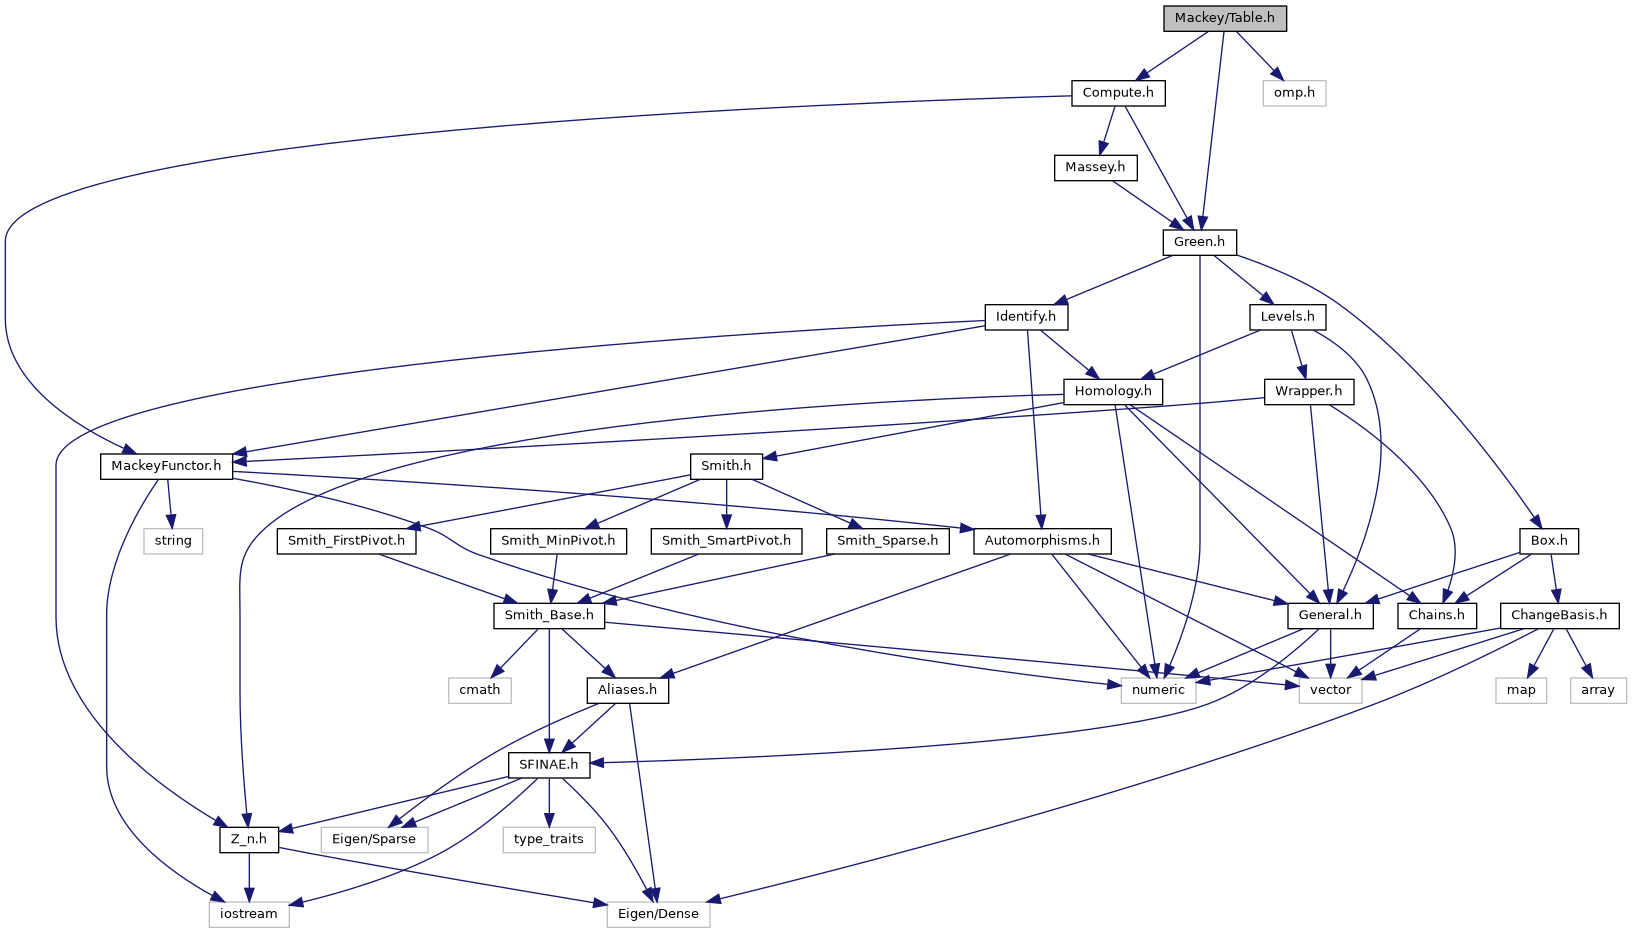 Mackey/Table.h
Compute.h
omp.h
Massey.h
Green.h
Identify.h
Levels.h
Homology.h
Wrapper.h
MackeyFunctor.h
Smith.h
string
Smith_FirstPivot.h
Smith_MinPivot.h
Smith_SmartPivot.h
Smith_Sparse.h
Automorphisms.h
Box.h
Smith_Base.h
General.h
Chains.h
ChangeBasis.h
cmath
Aliases.h
numeric
vector
map
array
SFINAE.h
Z_n.h
Eigen/Sparse
type_traits
iostream
Eigen/Dense